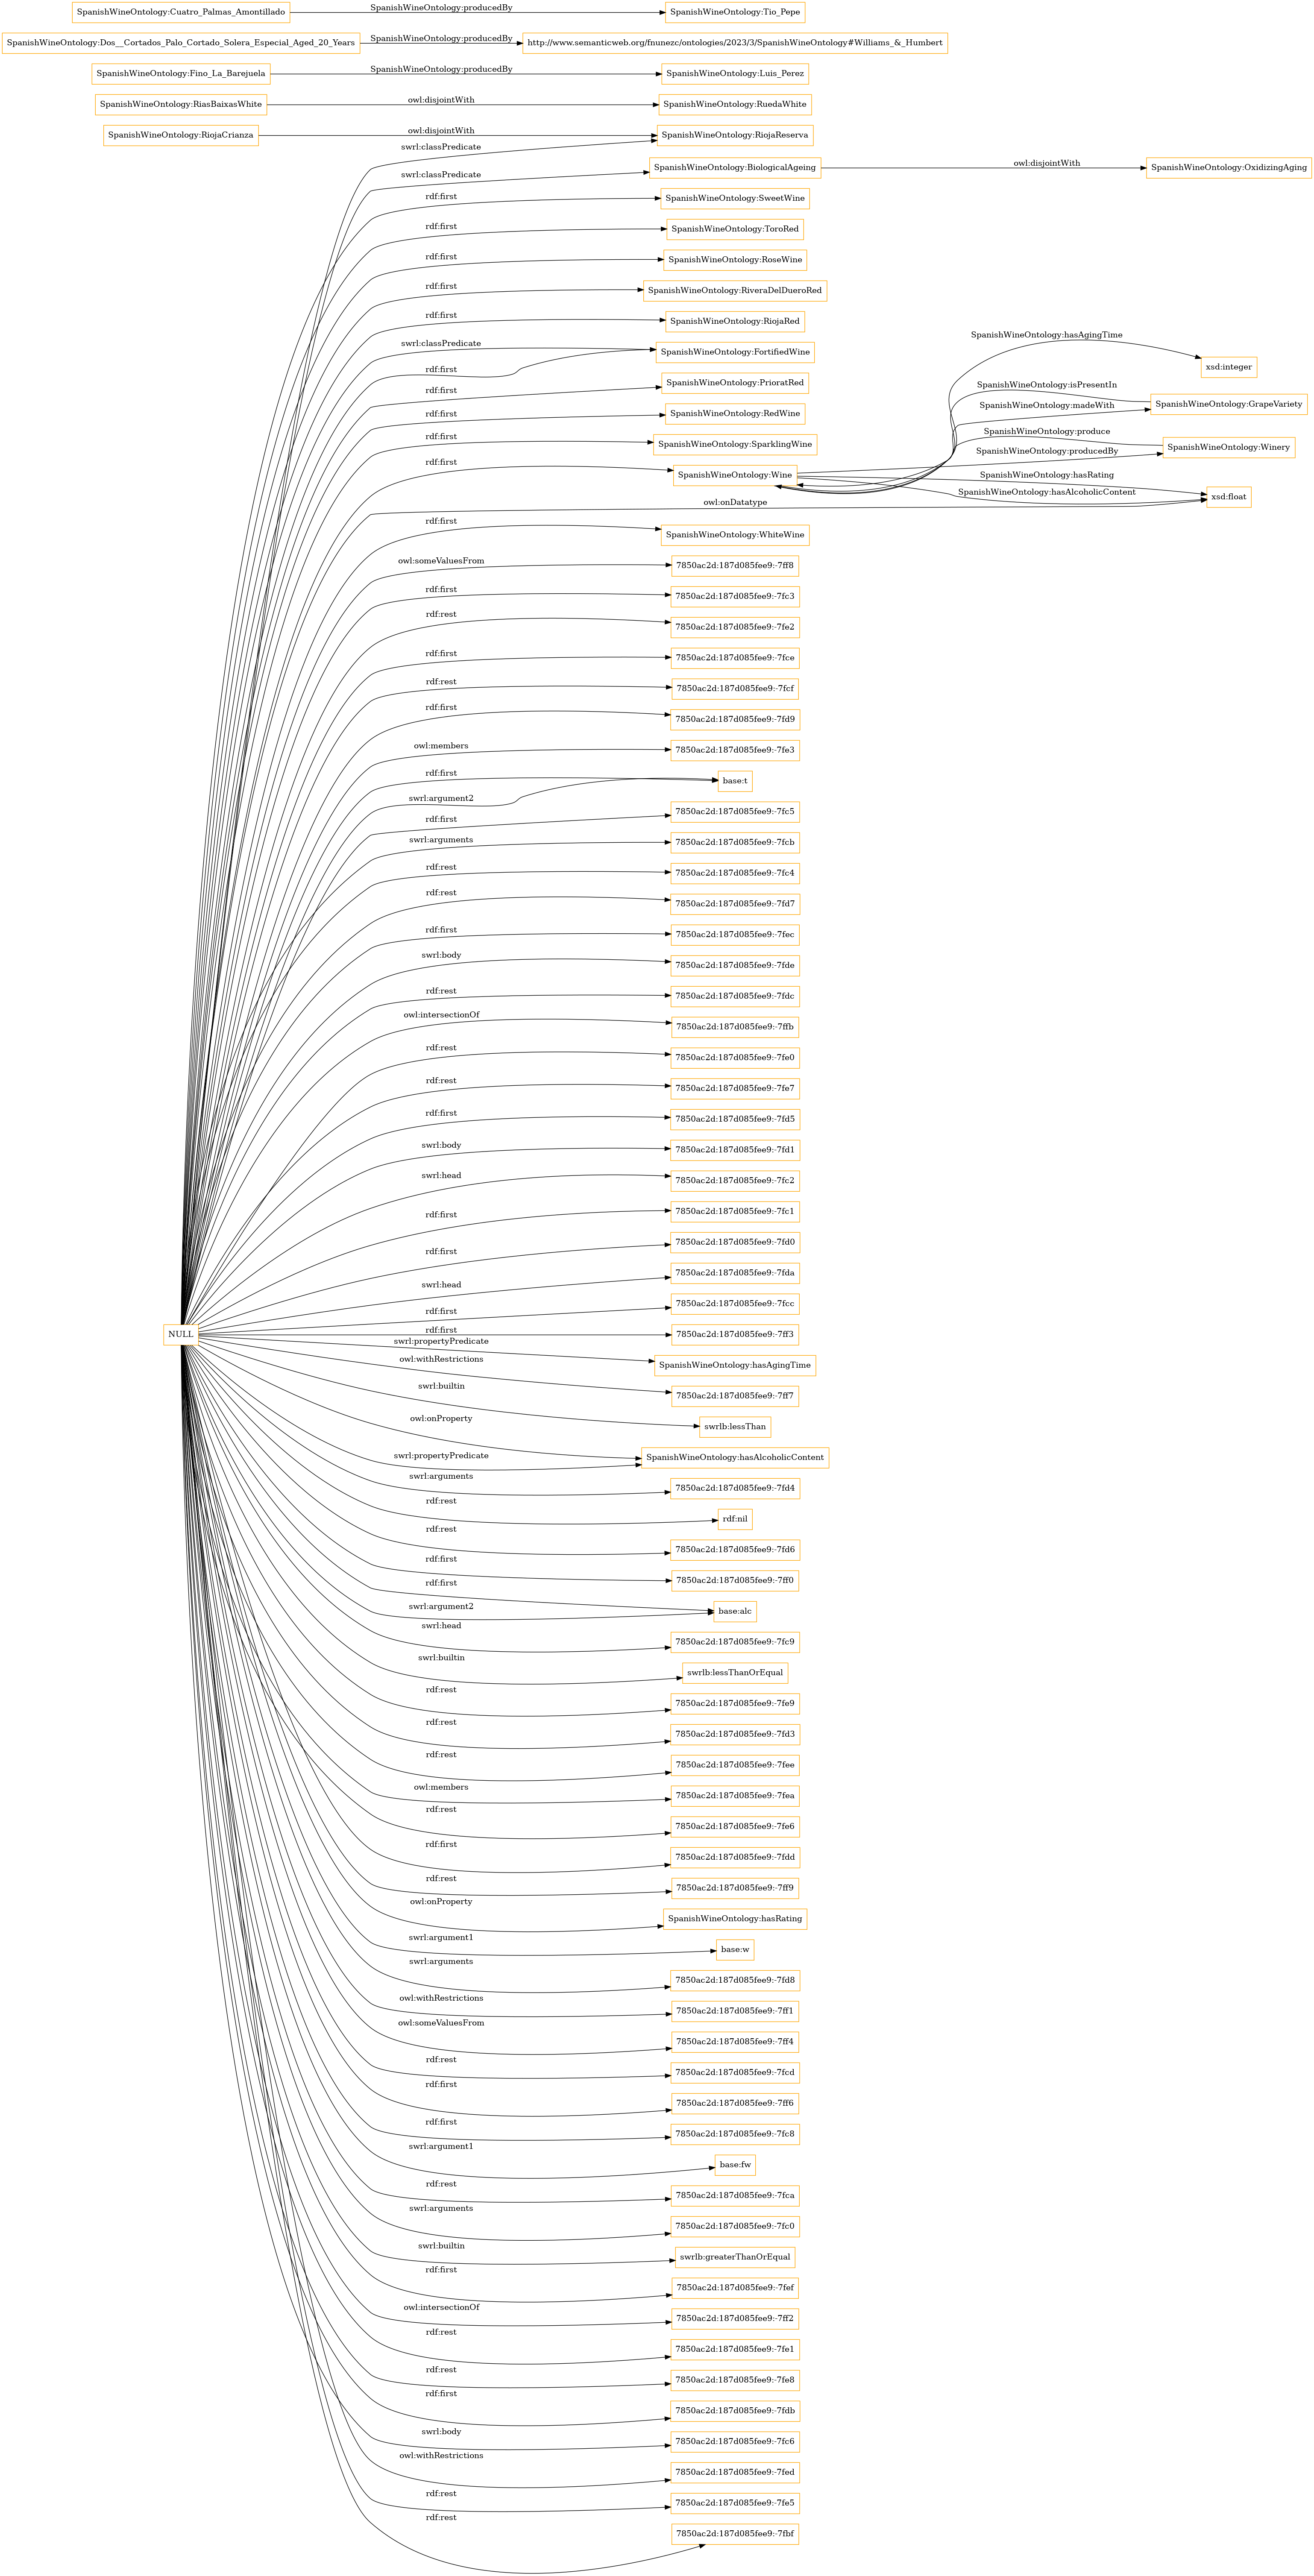 SpanishWineOntology:Cuatro_Palmas_Amontillado
SpanishWineOntology:producedBy
SpanishWineOntology:Tio_Pepe
SpanishWineOntology:Dos__Cortados_Palo_Cortado_Solera_Especial_Aged_20_Years
SpanishWineOntology:producedBy
http://www.semanticweb.org/fnunezc/ontologies/2023/3/SpanishWineOntology#Williams_&_Humbert
SpanishWineOntology:Fino_La_Barejuela
SpanishWineOntology:producedBy
SpanishWineOntology:Luis_Perez
SpanishWineOntology:RiasBaixasWhite
owl:disjointWith
SpanishWineOntology:RuedaWhite
SpanishWineOntology:RiojaCrianza
owl:disjointWith
SpanishWineOntology:RiojaReserva
swrl:classPredicate
swrl:classPredicate
SpanishWineOntology:BiologicalAgeing
owl:disjointWith
SpanishWineOntology:OxidizingAging
rdf:first
SpanishWineOntology:SweetWine
rdf:first
SpanishWineOntology:ToroRed
rdf:first
SpanishWineOntology:RoseWine
rdf:first
SpanishWineOntology:RiveraDelDueroRed
rdf:first
SpanishWineOntology:RiojaRed
swrl:classPredicate
SpanishWineOntology:FortifiedWine
rdf:first
rdf:first
SpanishWineOntology:PrioratRed
rdf:first
SpanishWineOntology:RedWine
rdf:first
SpanishWineOntology:SparklingWine
rdf:first
SpanishWineOntology:Wine
SpanishWineOntology:hasAgingTime
xsd:integer
SpanishWineOntology:isPresentIn
SpanishWineOntology:GrapeVariety
SpanishWineOntology:madeWith
SpanishWineOntology:produce
SpanishWineOntology:Winery
SpanishWineOntology:producedBy
SpanishWineOntology:hasRating
SpanishWineOntology:hasAlcoholicContent
xsd:float
owl:onDatatype
rdf:first
SpanishWineOntology:WhiteWine
owl:someValuesFrom
7850ac2d:187d085fee9:-7ff8
rdf:first
7850ac2d:187d085fee9:-7fc3
rdf:rest
7850ac2d:187d085fee9:-7fe2
rdf:first
7850ac2d:187d085fee9:-7fce
rdf:rest
7850ac2d:187d085fee9:-7fcf
rdf:first
7850ac2d:187d085fee9:-7fd9
owl:members
7850ac2d:187d085fee9:-7fe3
rdf:first
base:t
swrl:argument2
rdf:first
7850ac2d:187d085fee9:-7fc5
swrl:arguments
7850ac2d:187d085fee9:-7fcb
rdf:rest
7850ac2d:187d085fee9:-7fc4
rdf:rest
7850ac2d:187d085fee9:-7fd7
rdf:first
7850ac2d:187d085fee9:-7fec
swrl:body
7850ac2d:187d085fee9:-7fde
rdf:rest
7850ac2d:187d085fee9:-7fdc
owl:intersectionOf
7850ac2d:187d085fee9:-7ffb
rdf:rest
7850ac2d:187d085fee9:-7fe0
rdf:rest
7850ac2d:187d085fee9:-7fe7
rdf:first
7850ac2d:187d085fee9:-7fd5
swrl:body
7850ac2d:187d085fee9:-7fd1
swrl:head
7850ac2d:187d085fee9:-7fc2
rdf:first
7850ac2d:187d085fee9:-7fc1
rdf:first
7850ac2d:187d085fee9:-7fd0
swrl:head
7850ac2d:187d085fee9:-7fda
rdf:first
7850ac2d:187d085fee9:-7fcc
NULL
rdf:first
7850ac2d:187d085fee9:-7ff3
swrl:propertyPredicate
SpanishWineOntology:hasAgingTime
owl:withRestrictions
7850ac2d:187d085fee9:-7ff7
swrl:builtin
swrlb:lessThan
owl:onProperty
SpanishWineOntology:hasAlcoholicContent
swrl:propertyPredicate
swrl:arguments
7850ac2d:187d085fee9:-7fd4
rdf:rest
rdf:nil
rdf:rest
7850ac2d:187d085fee9:-7fd6
rdf:first
7850ac2d:187d085fee9:-7ff0
rdf:first
base:alc
swrl:argument2
swrl:head
7850ac2d:187d085fee9:-7fc9
swrl:builtin
swrlb:lessThanOrEqual
rdf:rest
7850ac2d:187d085fee9:-7fe9
rdf:rest
7850ac2d:187d085fee9:-7fd3
rdf:rest
7850ac2d:187d085fee9:-7fee
owl:members
7850ac2d:187d085fee9:-7fea
rdf:rest
7850ac2d:187d085fee9:-7fe6
rdf:first
7850ac2d:187d085fee9:-7fdd
rdf:rest
7850ac2d:187d085fee9:-7ff9
owl:onProperty
SpanishWineOntology:hasRating
swrl:argument1
base:w
swrl:arguments
7850ac2d:187d085fee9:-7fd8
owl:withRestrictions
7850ac2d:187d085fee9:-7ff1
owl:someValuesFrom
7850ac2d:187d085fee9:-7ff4
rdf:rest
7850ac2d:187d085fee9:-7fcd
rdf:first
7850ac2d:187d085fee9:-7ff6
rdf:first
7850ac2d:187d085fee9:-7fc8
swrl:argument1
base:fw
rdf:rest
7850ac2d:187d085fee9:-7fca
swrl:arguments
7850ac2d:187d085fee9:-7fc0
swrl:builtin
swrlb:greaterThanOrEqual
rdf:first
7850ac2d:187d085fee9:-7fef
owl:intersectionOf
7850ac2d:187d085fee9:-7ff2
rdf:rest
7850ac2d:187d085fee9:-7fe1
rdf:rest
7850ac2d:187d085fee9:-7fe8
rdf:first
7850ac2d:187d085fee9:-7fdb
swrl:body
7850ac2d:187d085fee9:-7fc6
owl:withRestrictions
7850ac2d:187d085fee9:-7fed
rdf:rest
7850ac2d:187d085fee9:-7fe5
rdf:rest
7850ac2d:187d085fee9:-7fbf